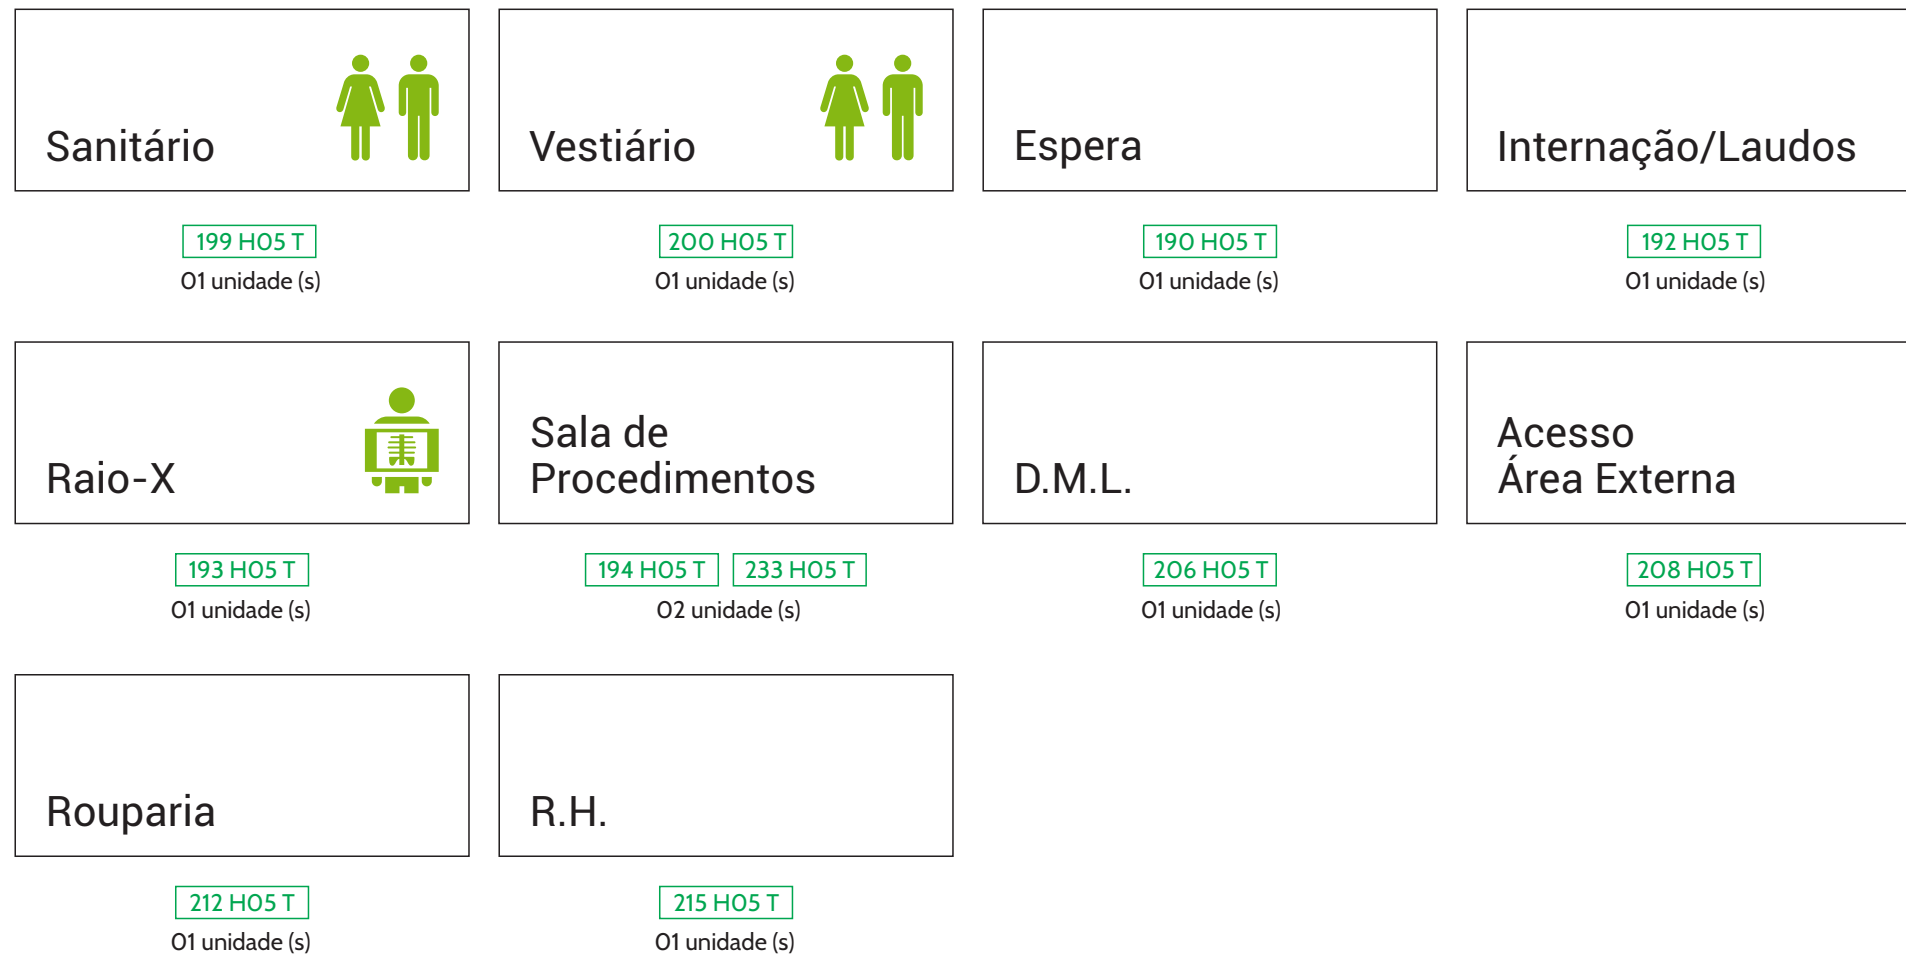 Sanitário
Vestiário
Espera
Internação/Laudos
199 H05 T
200 H05 T
190 H05 T
192 H05 T
01 unidade (s)
01 unidade (s)
01 unidade (s)
01 unidade (s)
Raio-X
Sala de
Procedimentos
D.M.L.
Acesso
Área Externa
193 H05 T
194 H05 T
233 H05 T
206 H05 T
208 H05 T
01 unidade (s)
02 unidade (s)
01 unidade (s)
01 unidade (s)
Rouparia
R.H.
212 H05 T
215 H05 T
01 unidade (s)
01 unidade (s)